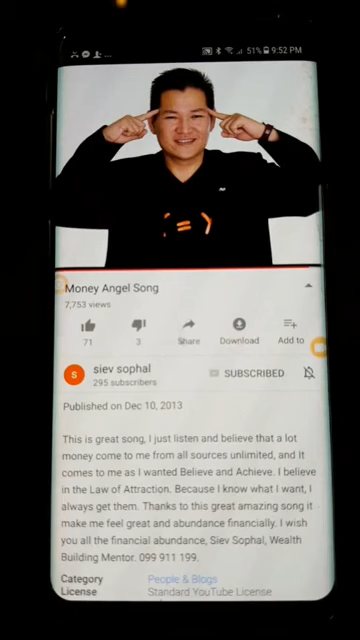 51% 9:52 PM
Money Angel Song
7,753 views
71 3 Share Download Add to
S siev sophal SUBSCRIBED
295 subscribers
Published on Dec 10, 2013
This is great song, I just listen and believe that a lot
money come to me from all sources unlimited, and It
comes to me as I wanted Believe and Achieve. I believe
in the Law of Attraction. Because I know what I want, I
always get them. Thanks to this great amazing song it
make me feel great and abundance financially. I wish
you all the financial abundance, Siev Sophal, Wealth
Building Mentor. 099 911 199.
Category People & Blogs
License Standard YouTube License